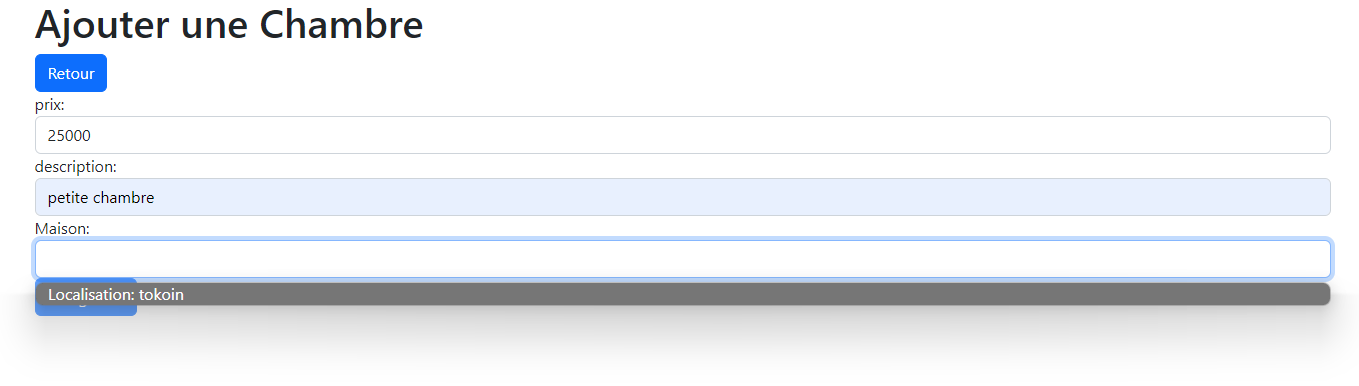 Ajouter une Chambre
Retour
prix:
25000
description:
petite chambre
Maison:
Localisation: tokoin